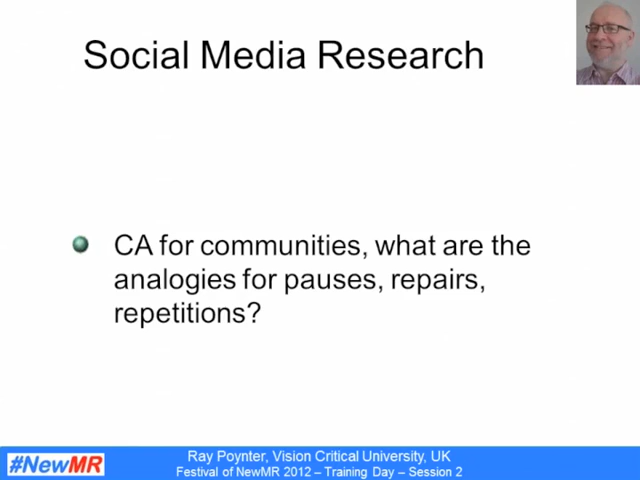 Social Media Research
CA for communities, what are the
analogies for pauses, repairs,
repetitions?
#NewMR
Ray Poynter, Vision Critical University, UK
Festival of NewMR 2012 – Training Day – Session 2